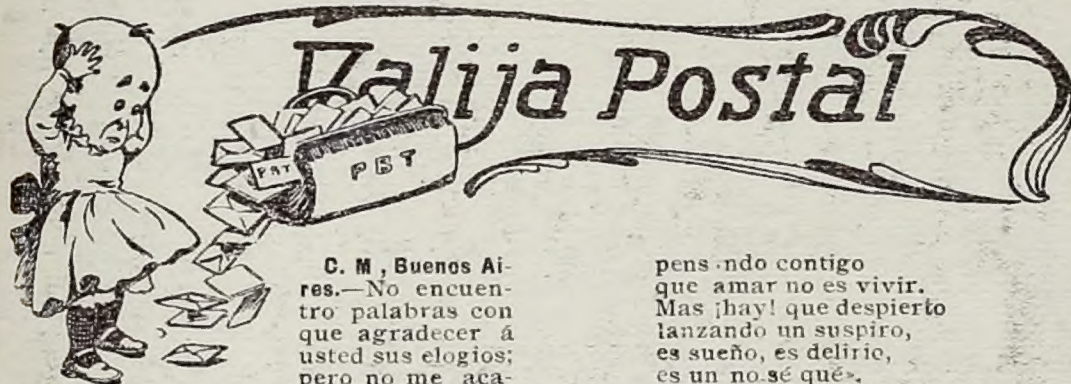 Valija Postal
PBT
PBT
C. M , Buenos Ai-
res.—No encuen-
tro palabras con
que agradecer á
usted sus elogios;
pero no me aca-
pens ndo contigo
que amar no es vivir.
Mas ¡hay! que despierto
lanzando un suspiro,
es sueño, es delirio,
es un no sé qué».